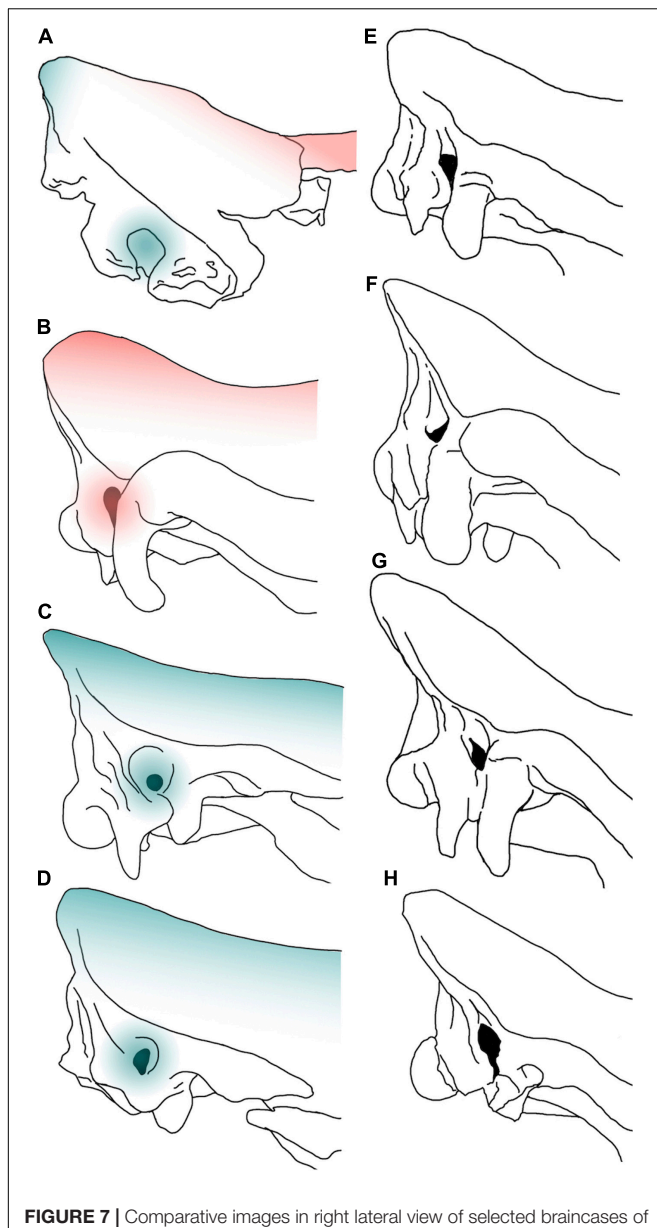 A
E
B
F
C
G
D
H
FIGURE 7 | Comparative images in right lateral view of selected braincases of